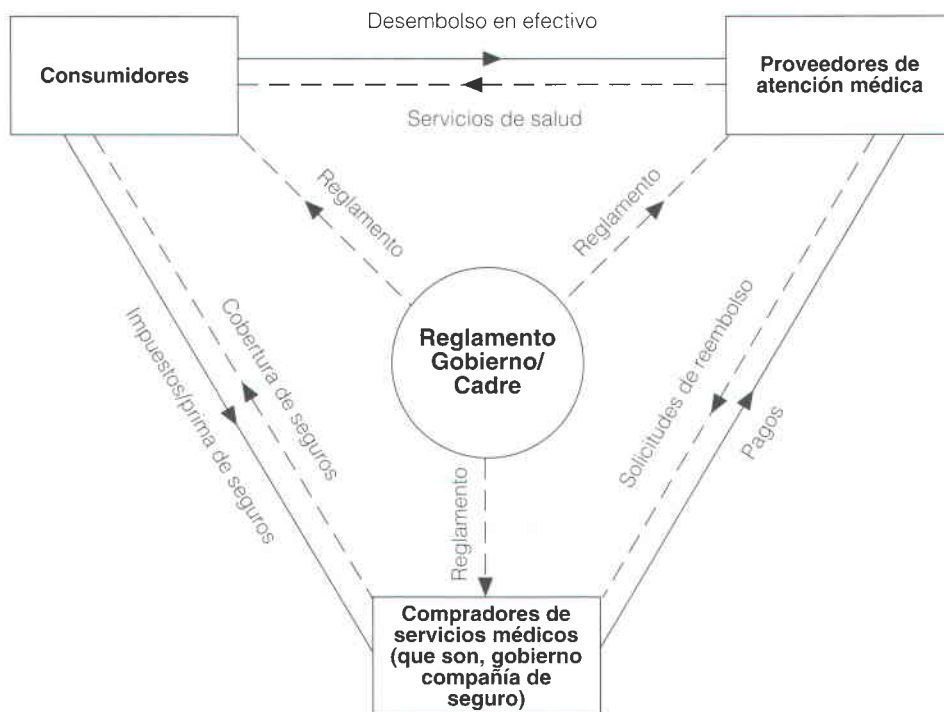 Desembolso en efectivo
Consumidores
Proveedores de
atención médica
Servicios de salud
Reglamento
Reglamento
Reglamento
Gobierno/
Cadre
Impuestos/prima de seguros
Cobertura de seguros
Solicitudes de reembolso
Pagos
Reglamento
Compradores de
servicios médicos
(que son, gobierno
compañía de
seguro)